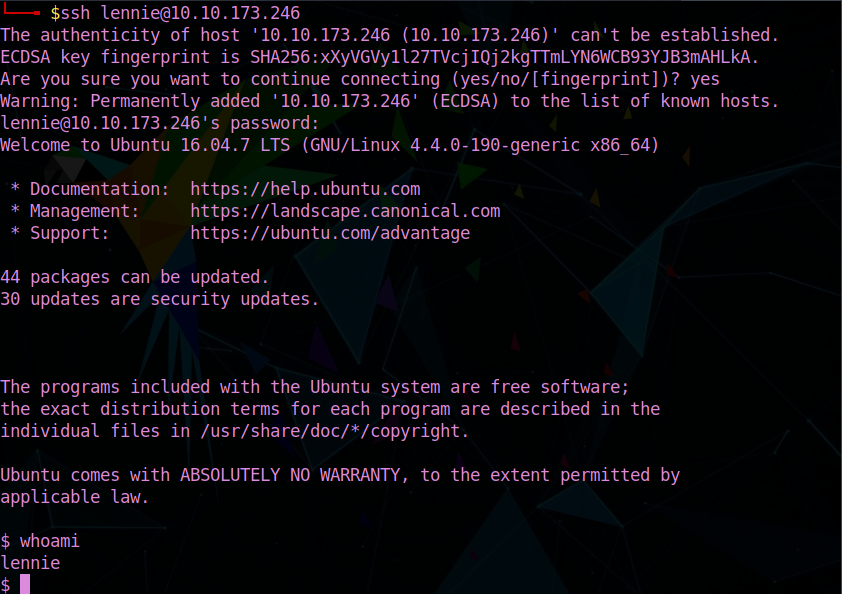 $ssh lennie@10.10.173.246
The authenticity of host '10.10.173.246 (10.10.173.246)' can't be established.
ECDSA key fingerprint is SHA256:xXyVGVy1l27TVcjIQj2kgTTmLYN6WCB93YJB3mAHLkA.
Are you sure you want to continue connecting (yes/no/[fingerprint])? yes
Warning: Permanently added '10.10.173.246' (ECDSA) to the list of known hosts.
lennie@10.10.173.246's password:
Welcome to Ubuntu 16.04.7 LTS (GNU/Linux 4.4.0-190-generic x86_64)
* Documentation:  https://help.ubuntu.com
* Management:     https://landscape.canonical.com
* Support:        https://ubuntu.com/advantage
44 packages can be updated.
30 updates are security updates.
The programs included with the Ubuntu system are free software;
the exact distribution terms for each program are described in the
individual files in /usr/share/doc/*/copyright.
Ubuntu comes with ABSOLUTELY NO WARRANTY, to the extent permitted by
applicable law.
$ whoami
lennie
$